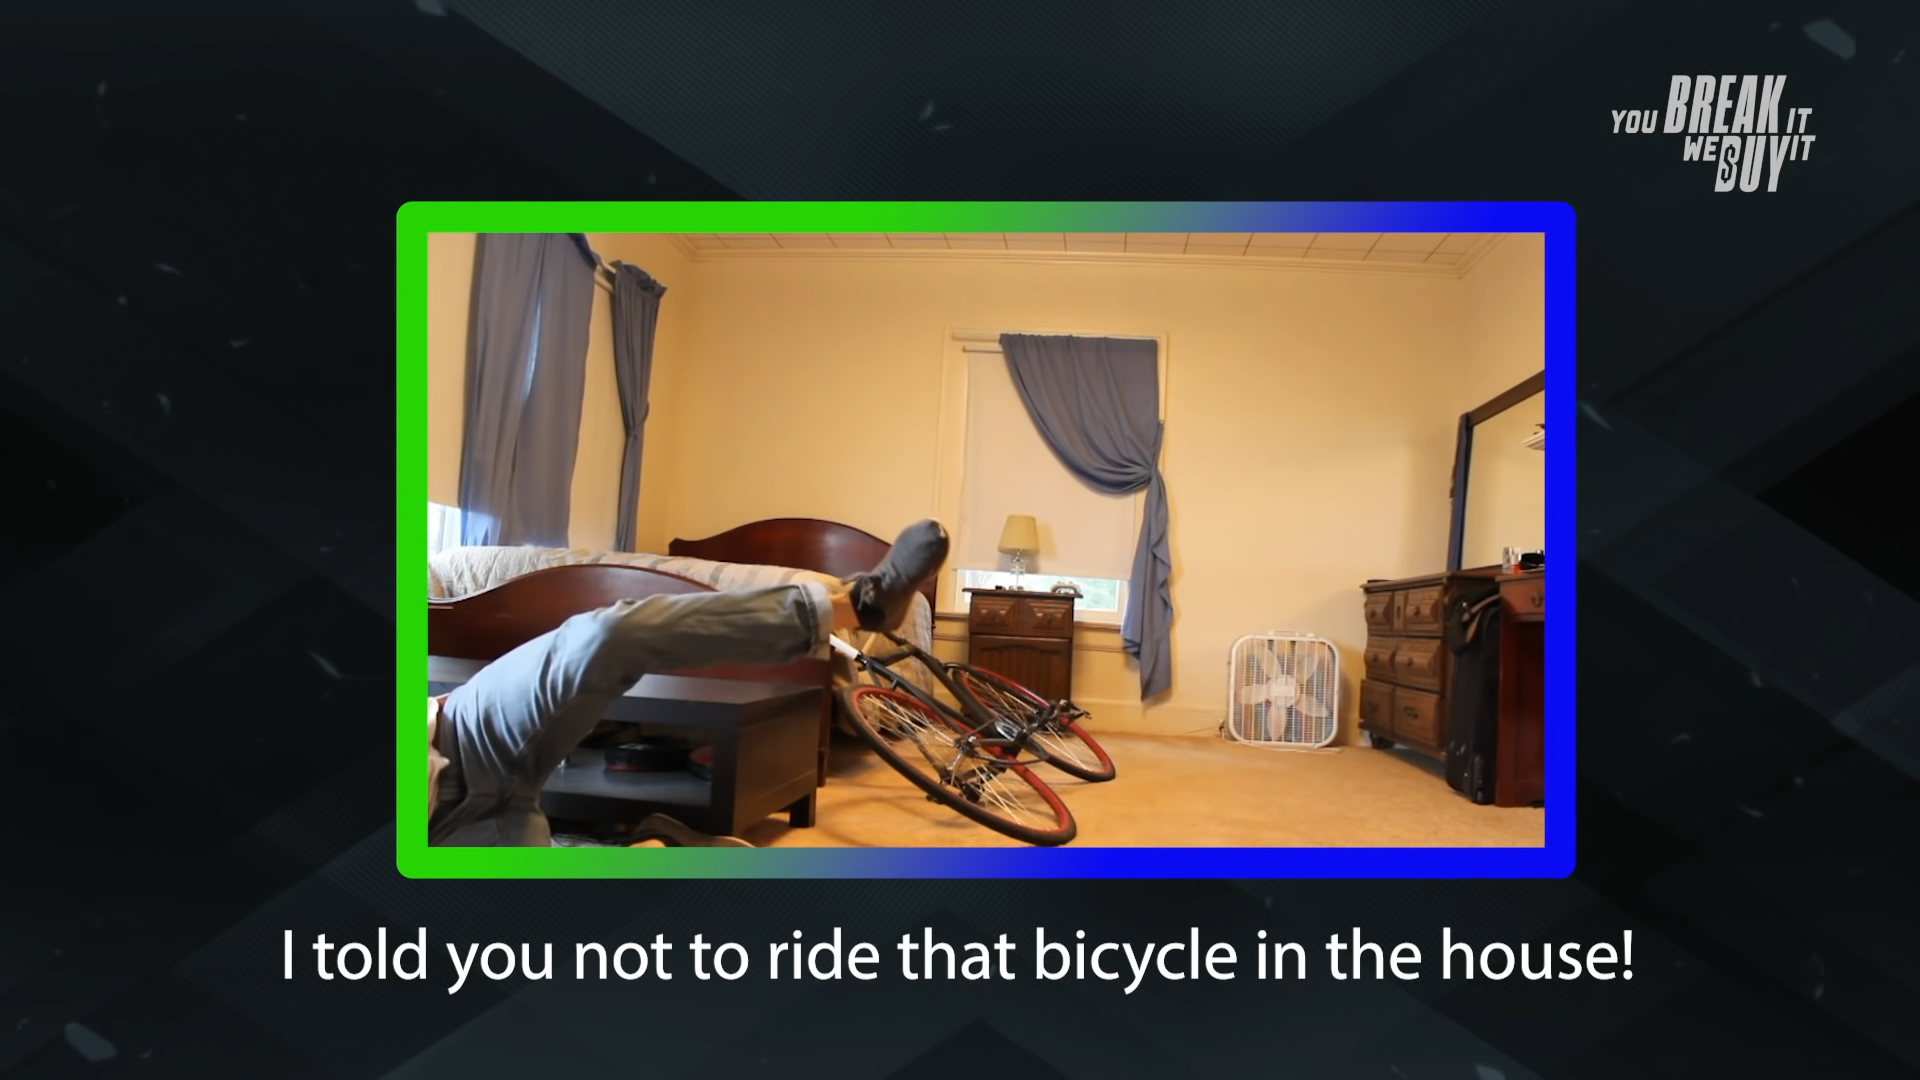 YOU BREAK IT
WE BUY IT
I told you not to ride that bicycle in the house!